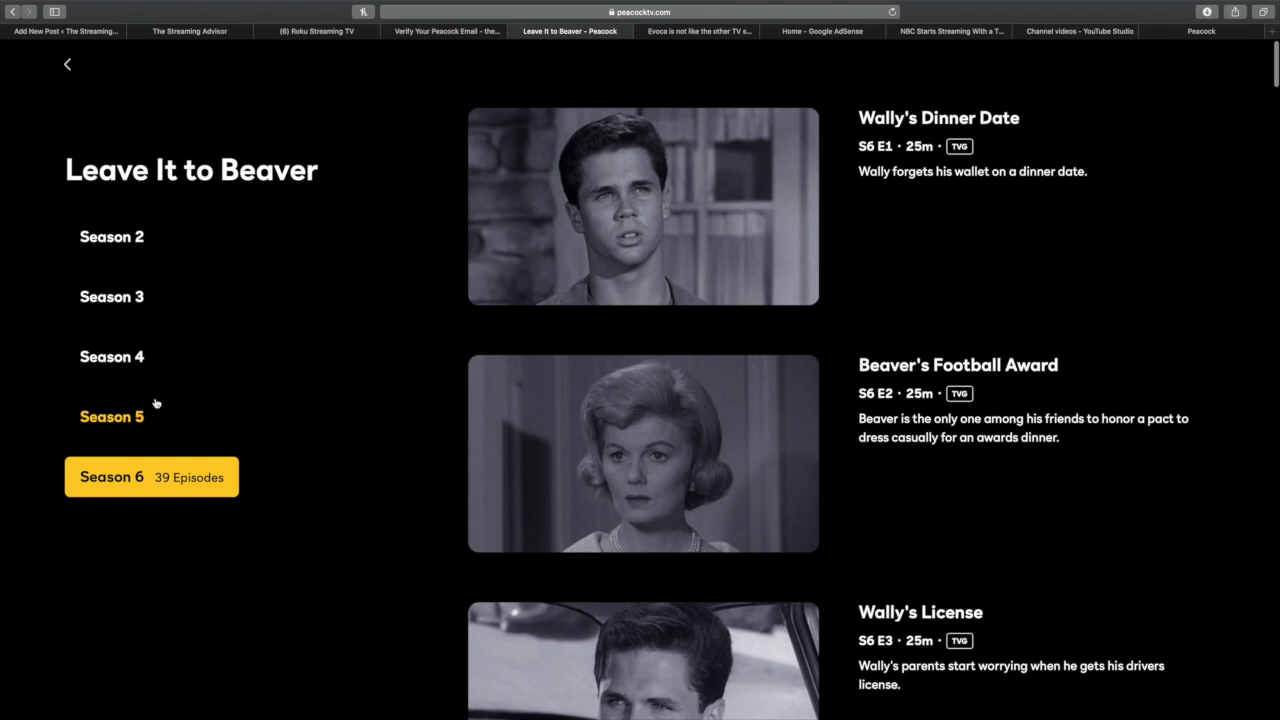 peacocktv.com
Add New Post ‹ The Streaming...
The Streaming Advisor
(6) Roku Streaming TV
Verify Your Peacock Email - the...
Leave It to Beaver - Peacock
Evoca is not like the other TV s...
Home - Google AdSense
NBC Starts Streaming With a T...
Channel videos - YouTube Studio
Peacock
Leave It to Beaver
Season 2
Season 3
Season 4
Season 5
Season 6 39 Episodes
Wally's Dinner Date
S6 E1 · 25m · TVG
Wally forgets his wallet on a dinner date.
Beaver's Football Award
S6 E2 · 25m · TVG
Beaver is the only one among his friends to honor a pact to
dress casually for an awards dinner.
Wally's License
S6 E3 · 25m · TVG
Wally's parents start worrying when he gets his drivers
license.